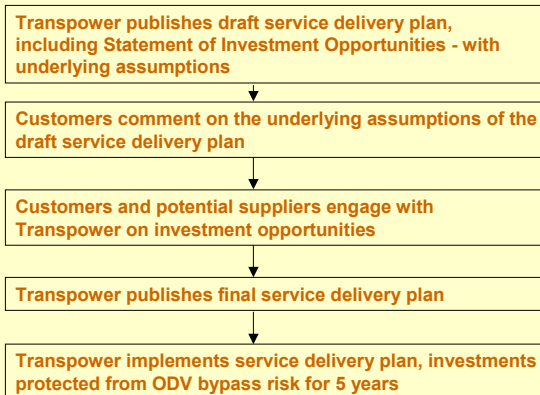 Transpower publishes draft service delivery plan,
including Statement of Investment Opportunities - with
underlying assumptions
Customers comment on the underlying assumptions of the
draft service delivery plan
Customers and potential suppliers engage with
Transpower on investment opportunities
Transpower publishes final service delivery plan
Transpower implements service delivery plan, investments
protected from ODV bypass risk for 5 years